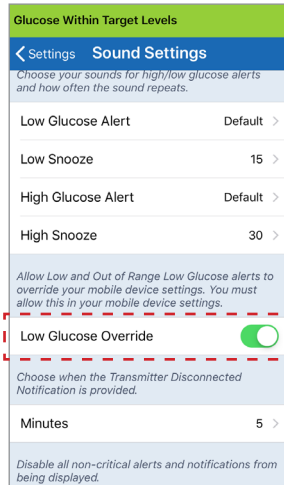 Glucose Within Target Levels
Settings Sound Settings
Choose your sounds for high/low glucose alerts
and how often the sound repeats.
Low Glucose Alert Default
Low Snooze 15
High Glucose Alert Default
High Snooze 30
Allow Low and Out of Range Low Glucose alerts to
override your mobile device settings. You must
allow this in your mobile device settings.
Low Glucose Override
Choose when the Transmitter Disconnected
Notification is provided.
Minutes 5
Disable all non-critical alerts and notifications from
being displayed.